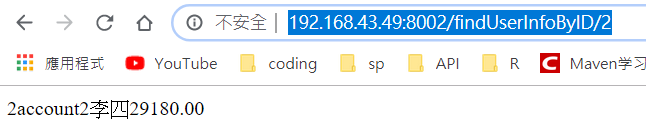 不安全 | 192.168.43.49:8002/findUserInfoByID/2
應用程式 YouTube coding sp API R Maven学习
2account2李四29180.00